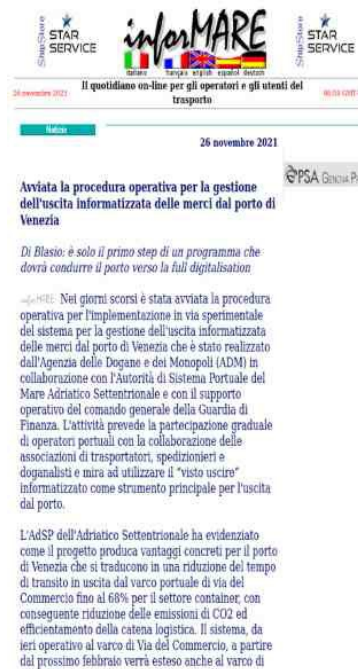 ShipStore
STAR
SERVICE
inforMARE
ShipStore
STAR
SERVICE
italiano français english español deutsch
26 novembre 2021
Il quotidiano on-line per gli operatori e gli utenti del
trasporto
Notizie
26 novembre 2021
PSA GENOVA
Avviata la procedura operativa per la gestione
dell'uscita informatizzata delle merci dal porto di
Venezia
Di Blasio: è solo il primo step di un programma che
dovrà condurre il porto verso la full digitalisation
inforMARE Nei giorni scorsi è stata avviata la procedura
operativa per l'implementazione in via sperimentale
del sistema per la gestione dell'uscita informatizzata
delle merci dal porto di Venezia che è stato realizzato
dall'Agenzia delle Dogane e dei Monopoli (ADM) in
collaborazione con l'Autorità di Sistema Portuale del
Mare Adriatico Settentrionale e con il supporto
operativo del comando generale della Guardia di
Finanza. L'attività prevede la partecipazione graduale
di operatori portuali con la collaborazione delle
associazioni di trasportatori, spedizionieri e
doganalisti e mira ad utilizzare il "visto uscire"
informatizzato come strumento principale per l'uscita
dal porto.
L'AdSP dell'Adriatico Settentrionale ha evidenziato
come il progetto produca vantaggi concreti per il porto
di Venezia che si traducono in una riduzione del tempo
di transito in uscita dal varco portuale di via del
Commercio fino al 68% per il settore container, con
conseguente riduzione delle emissioni di CO2 ed
efficientamento della catena logistica. Il sistema, da
ieri operativo al varco di Via del Commercio, a partire
dal prossimo febbraio verrà esteso anche al varco di